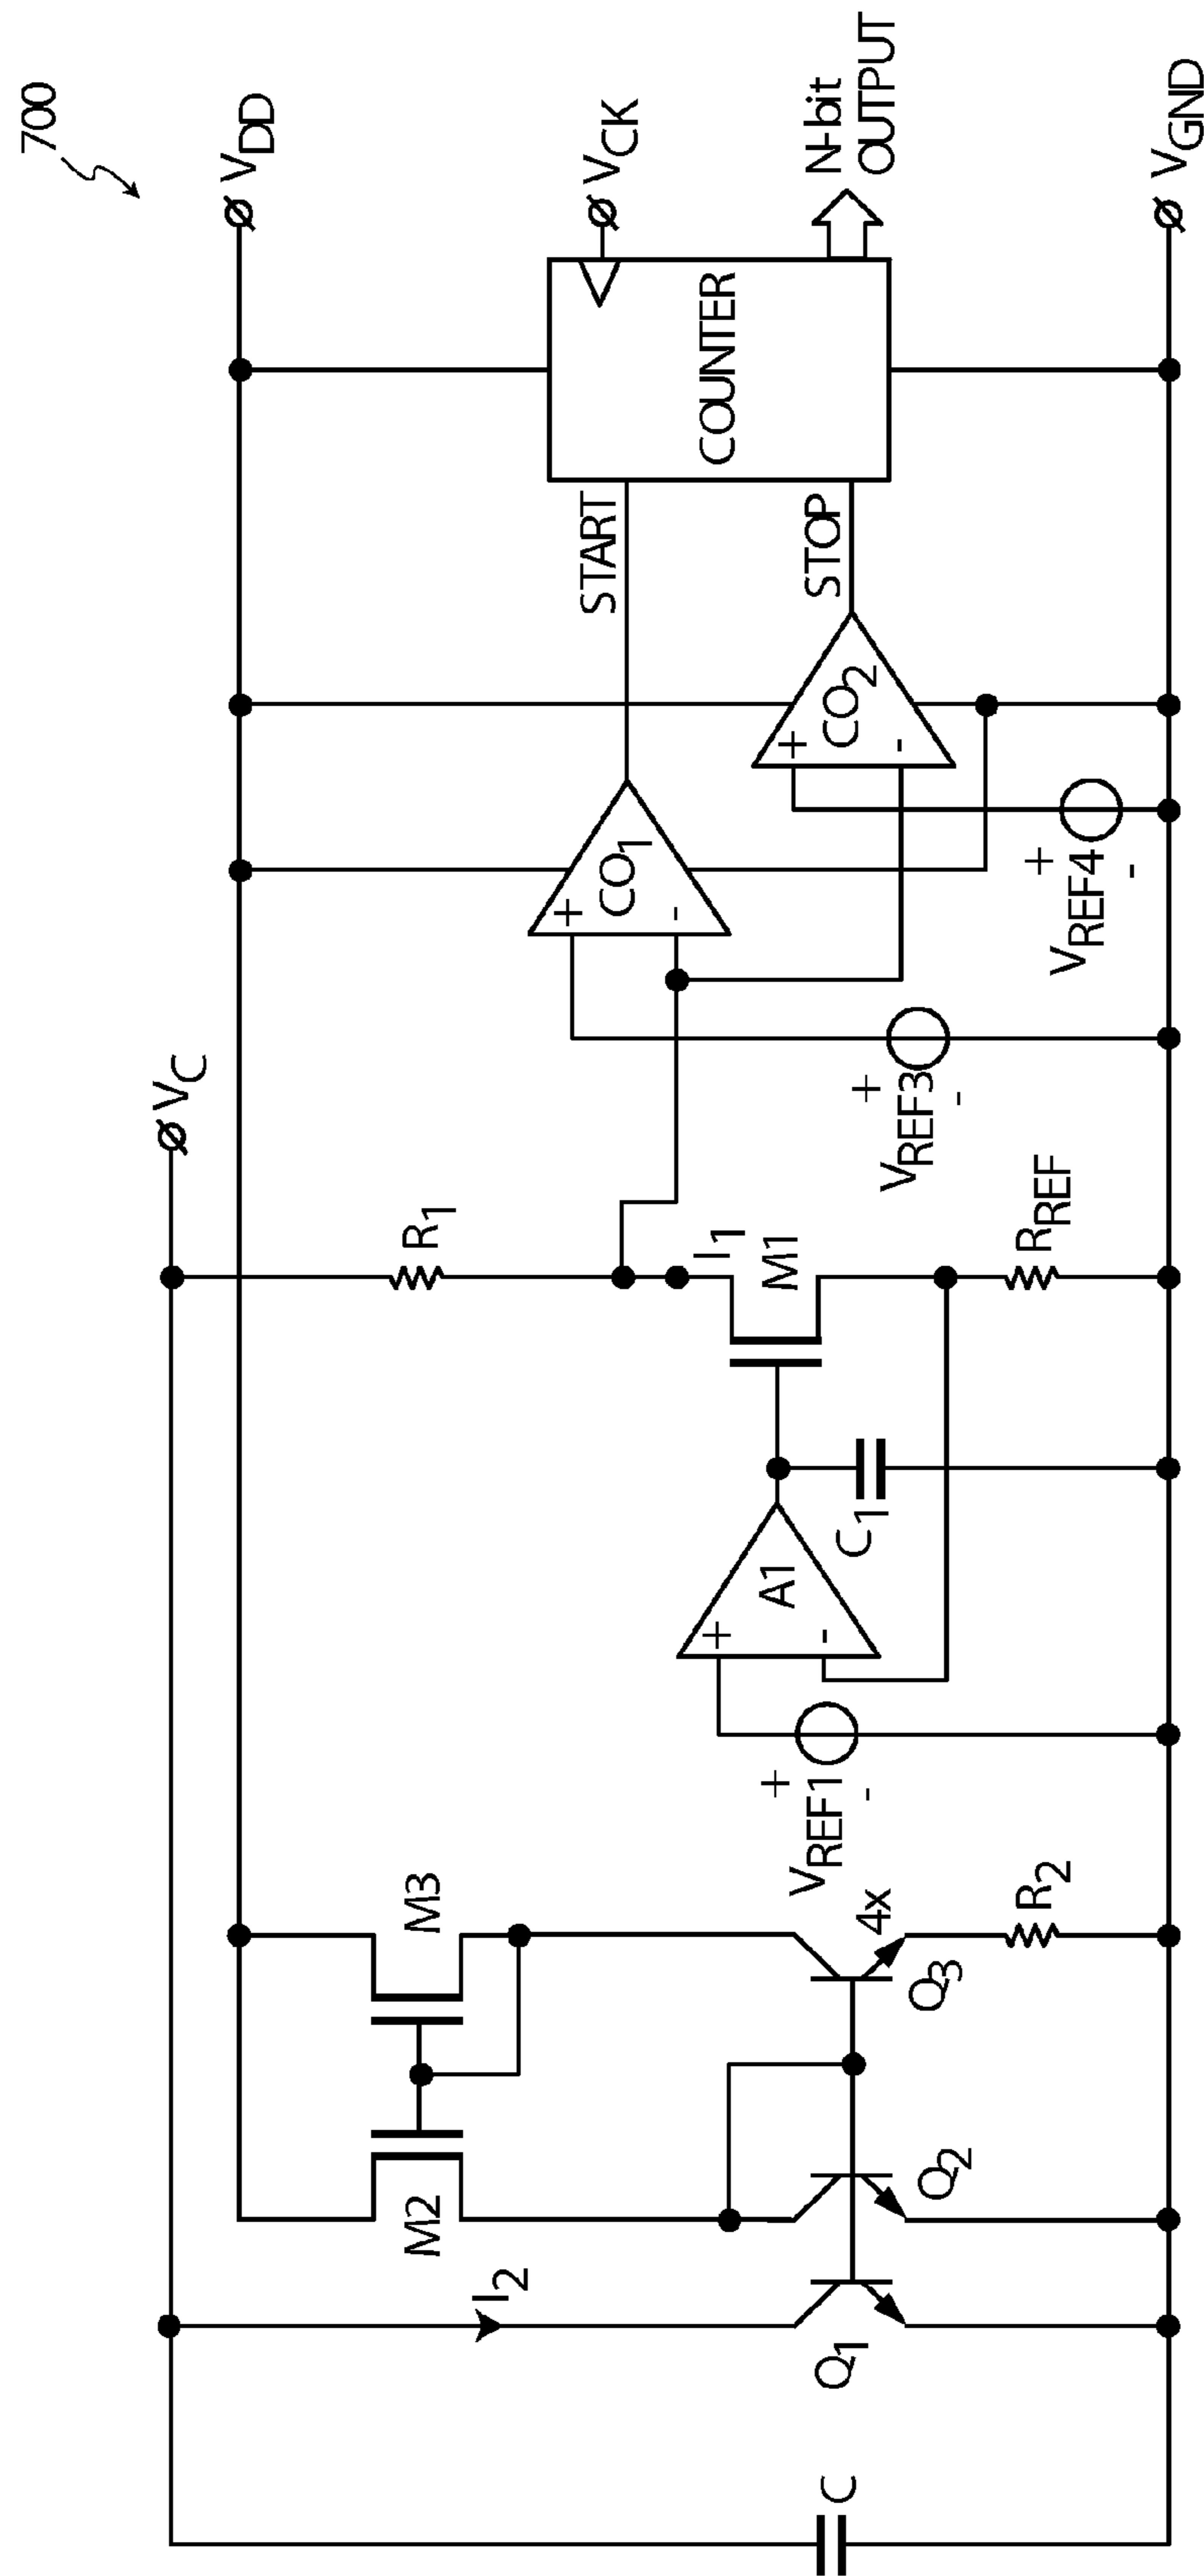 700
V_C
V_DD
M2
M3
R_1
START
COUNTER
V_CK
I_2
+
CO_1
-
I_1
M1
+
A1
-
+
CO_2
-
STOP
N-bit
OUTPUT
C
Q_1
Q_2
Q_3
4x
R_2
+
V_REF1
-
C_1
R_REF
+
V_REF3
-
+
V_REF4
-
V_GND